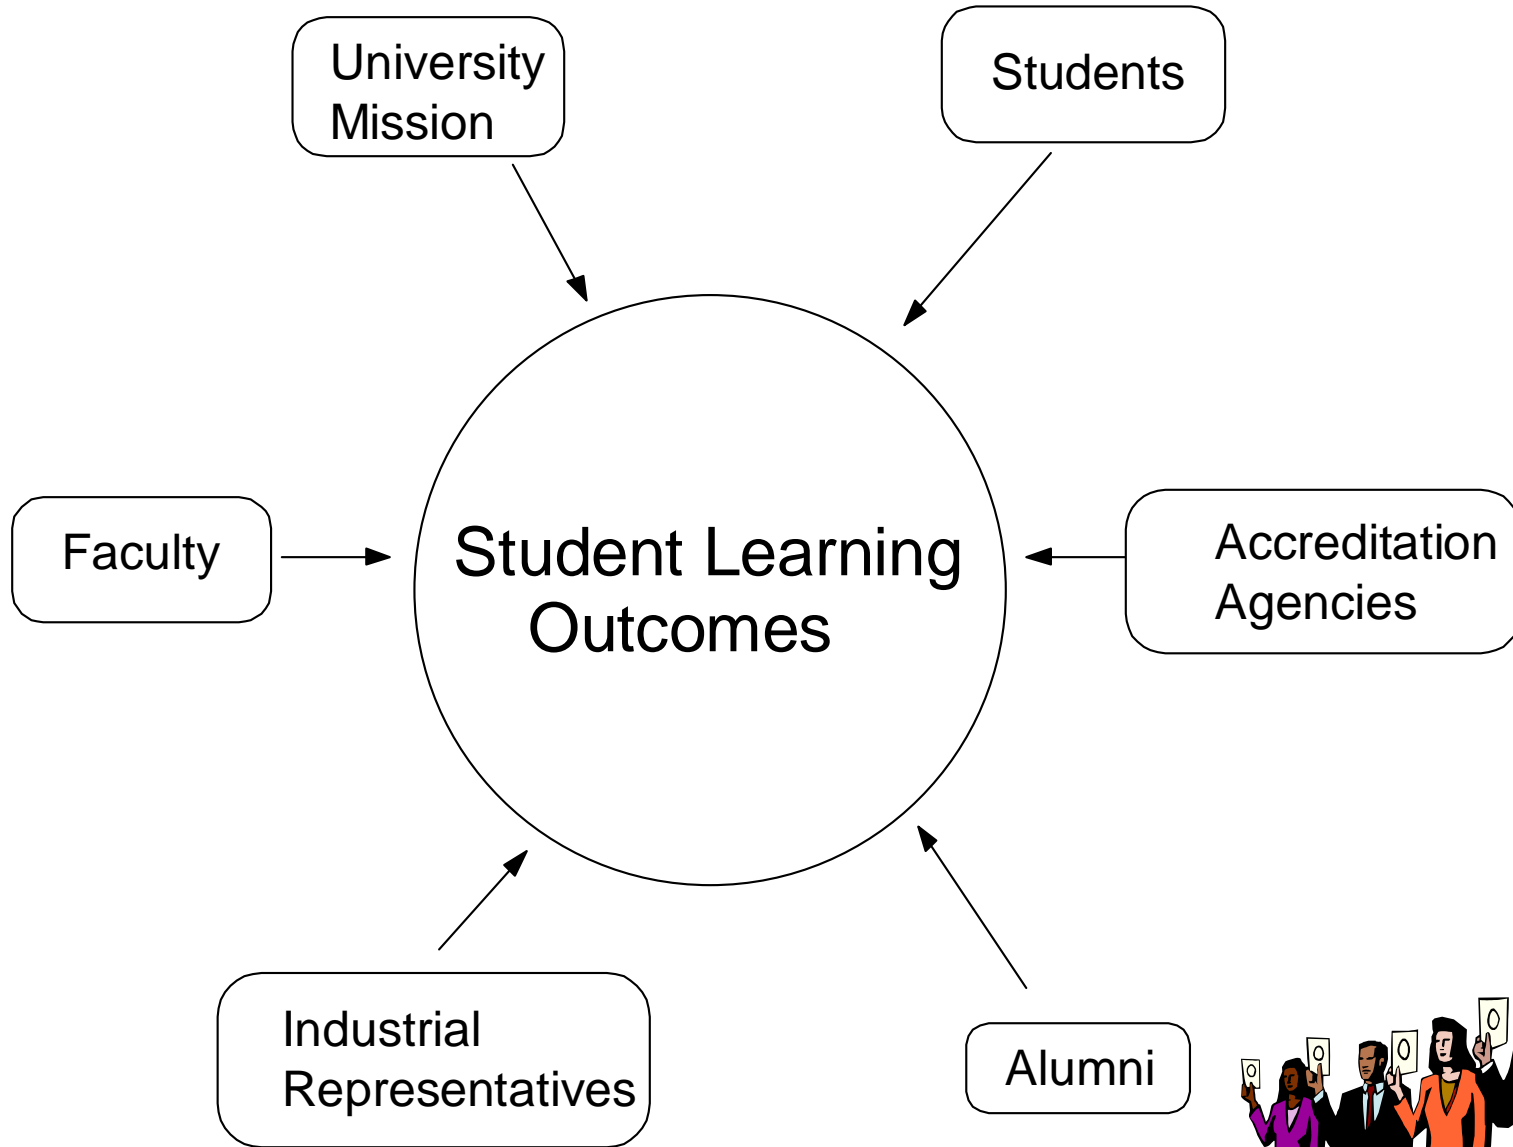 University
Mission
Students
Faculty
Student Learning
Outcomes
Accreditation
Agencies
Industrial
Representatives
Alumni